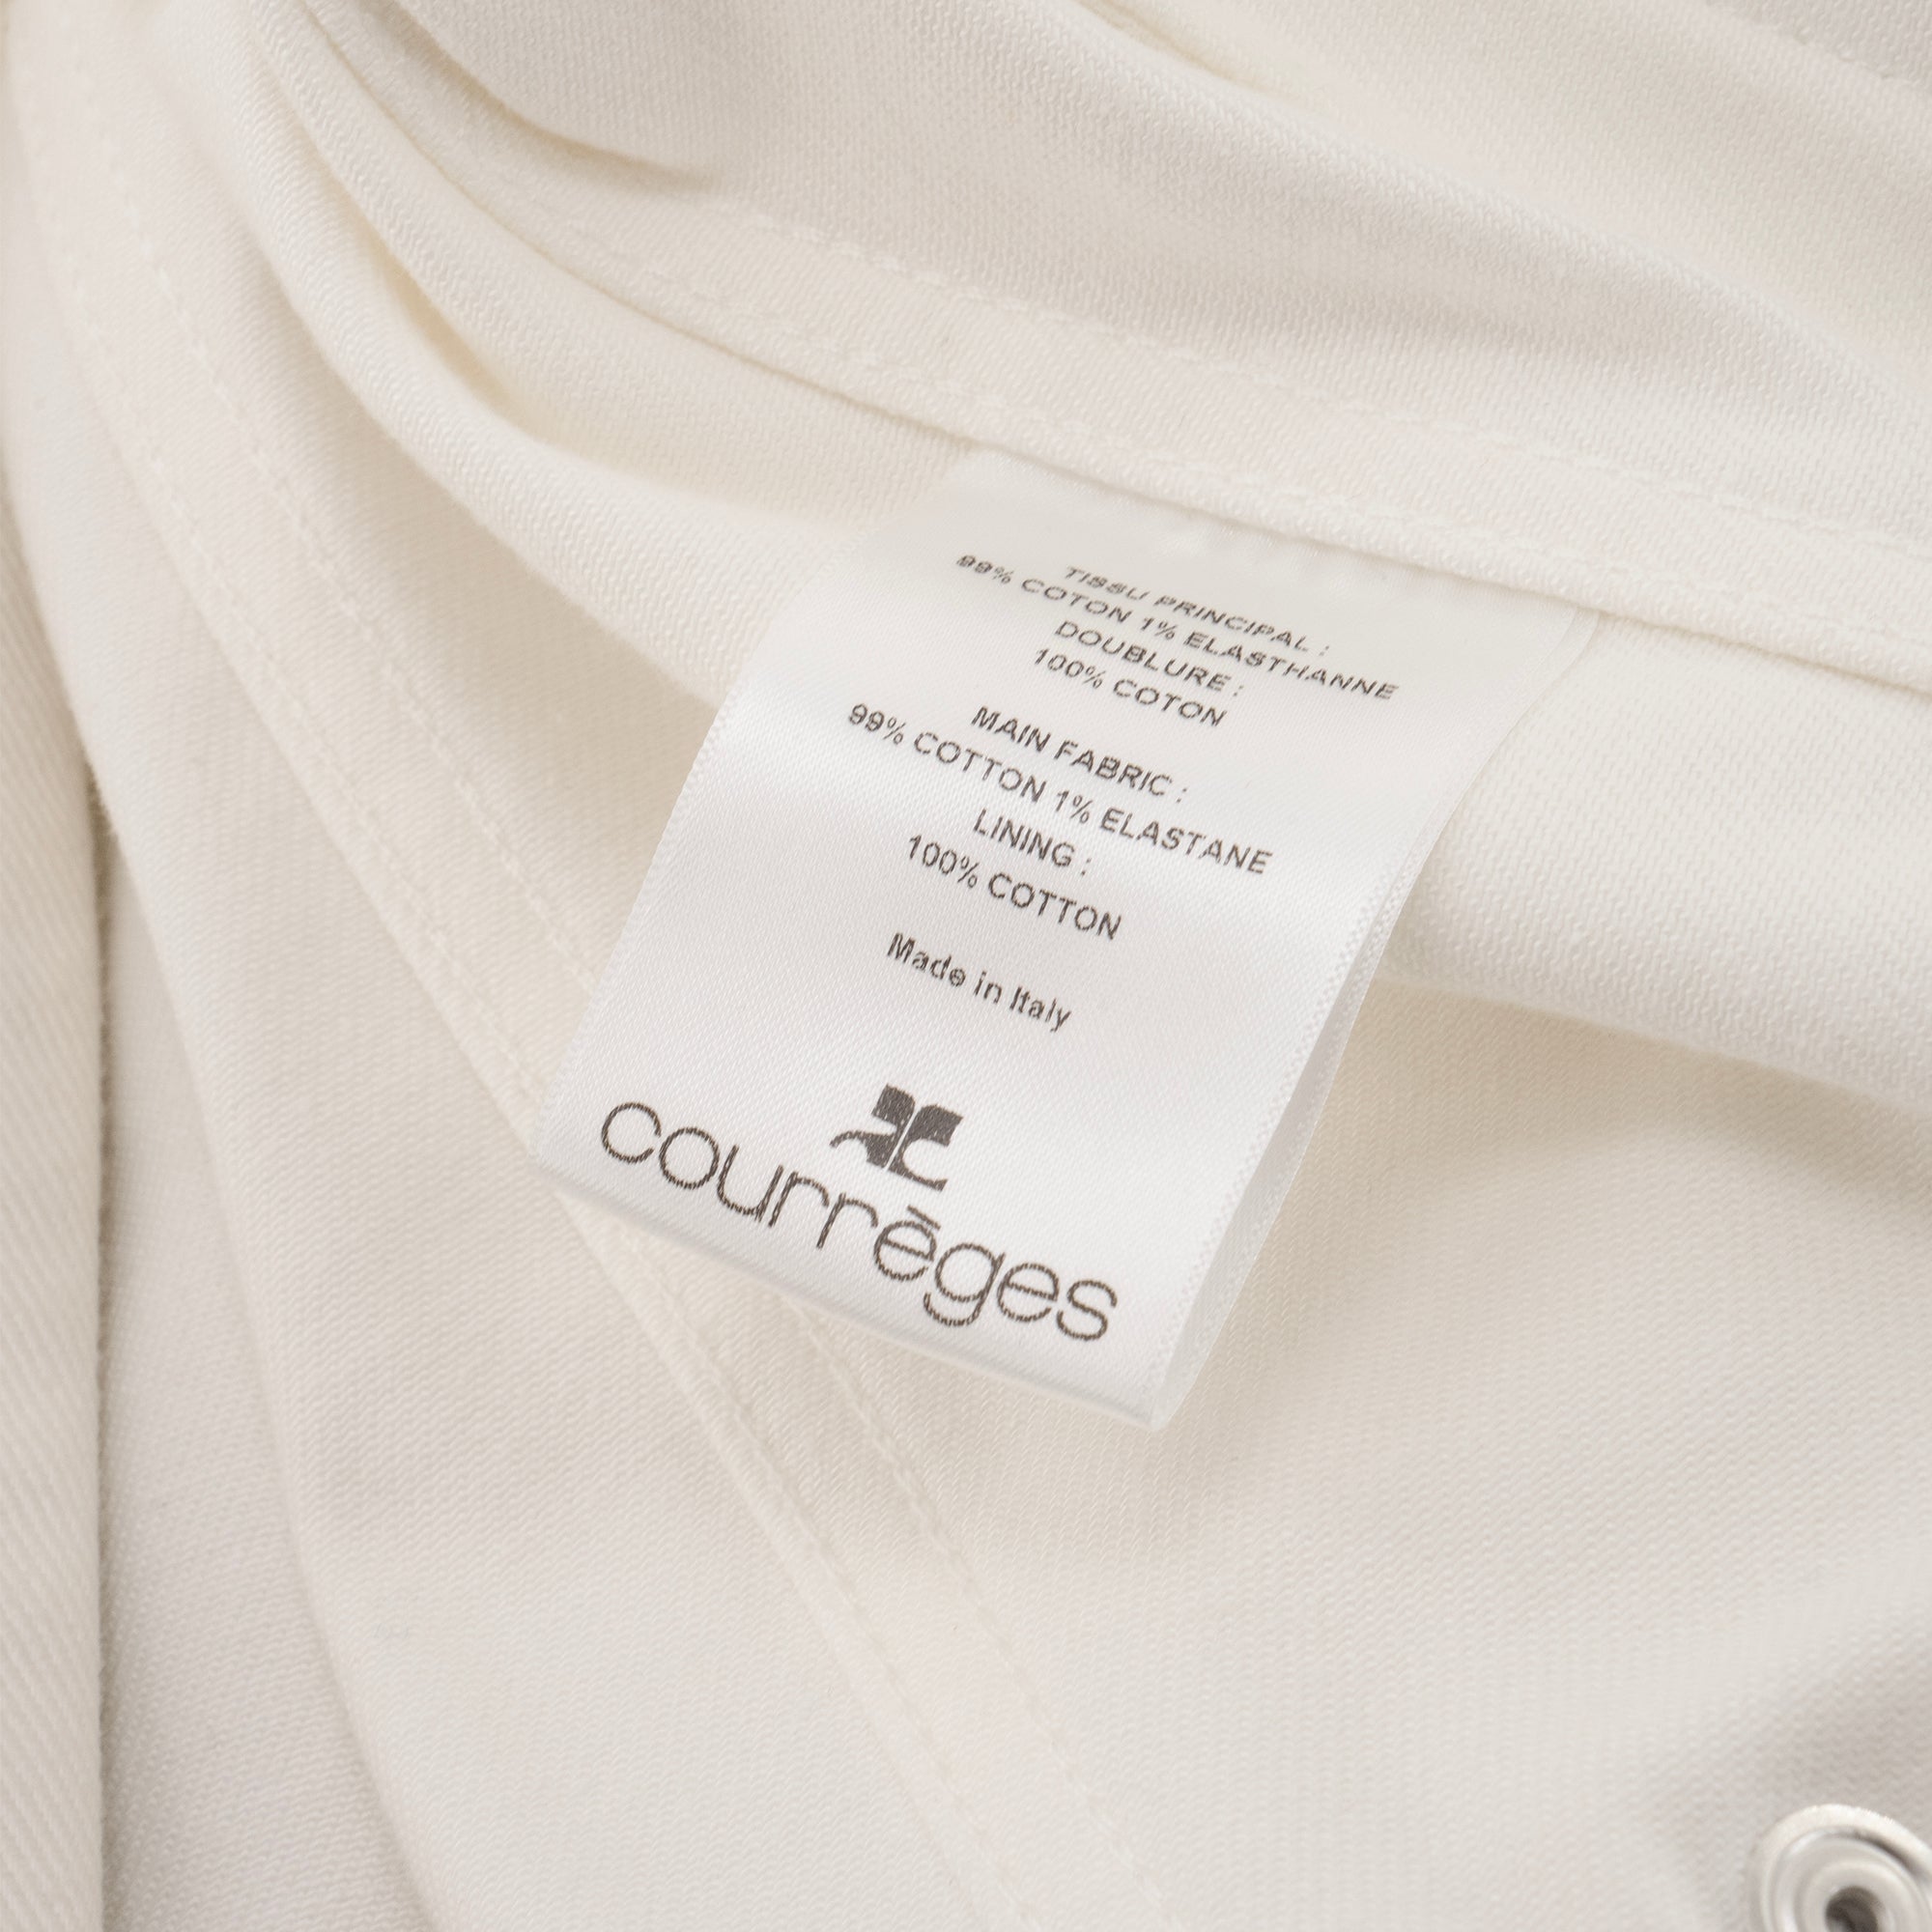 TISSU PRINCIPAL :
99% COTON 1% ELASTHANNE
DOUBLURE :
100% COTON
MAIN FABRIC :
99% COTTON 1% ELASTANE
LINING :
100% COTTON
Made in Italy
courrēges